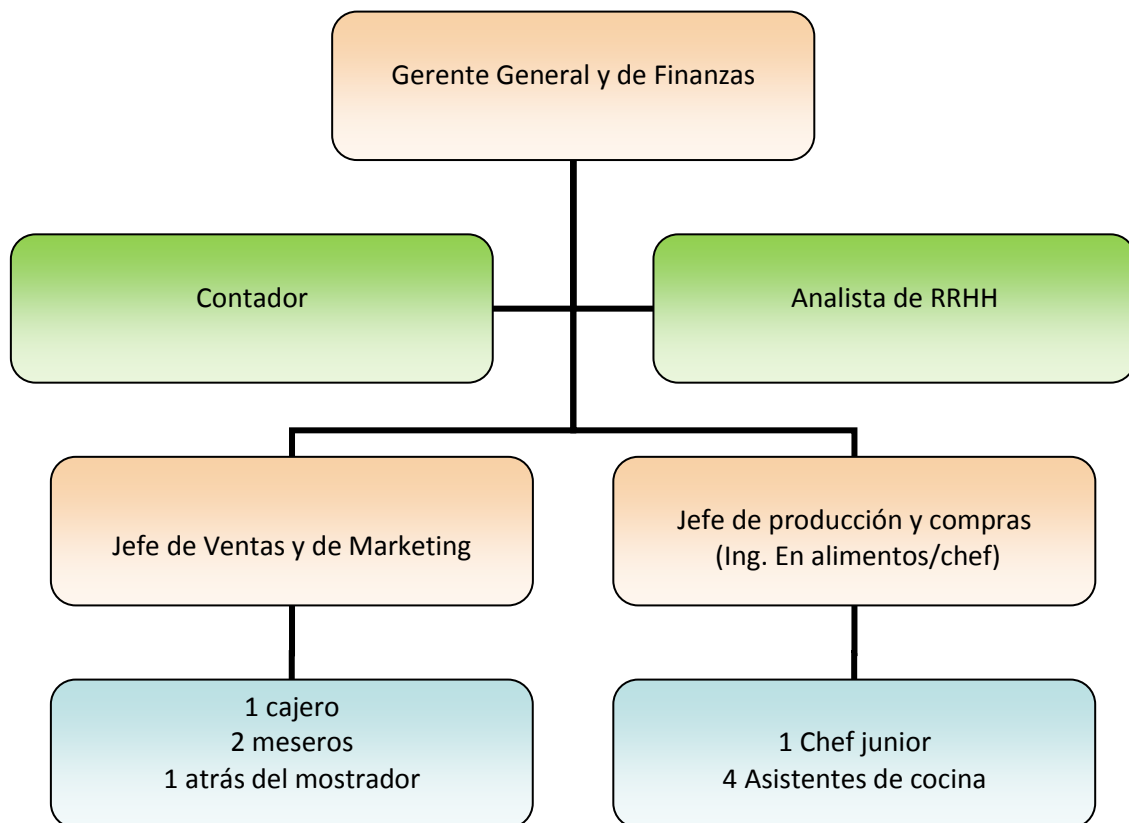 Gerente General y de Finanzas
Contador
Analista de RRHH
Jefe de Ventas y de Marketing
Jefe de producción y compras
(Ing. En alimentos/chef)
1 cajero
2 meseros
1 atrás del mostrador
1 Chef junior
4 Asistentes de cocina